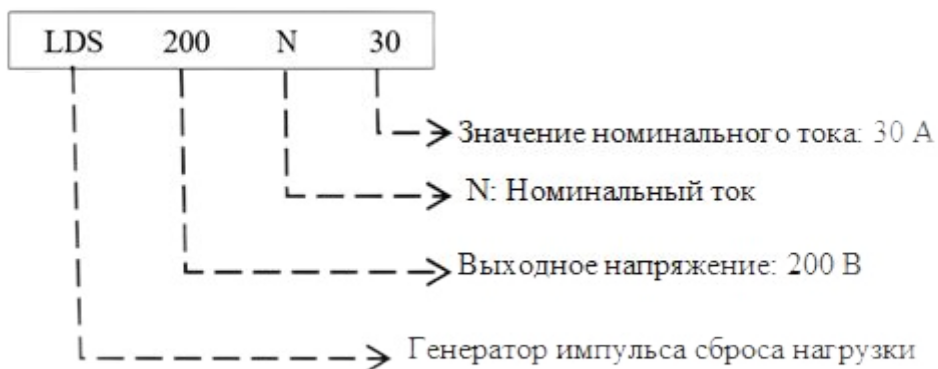 LDS 200 N 30
Значение номинального тока: 30 А
N: Номинальный ток
Выходное напряжение: 200 В
Генератор импульса сброса нагрузки